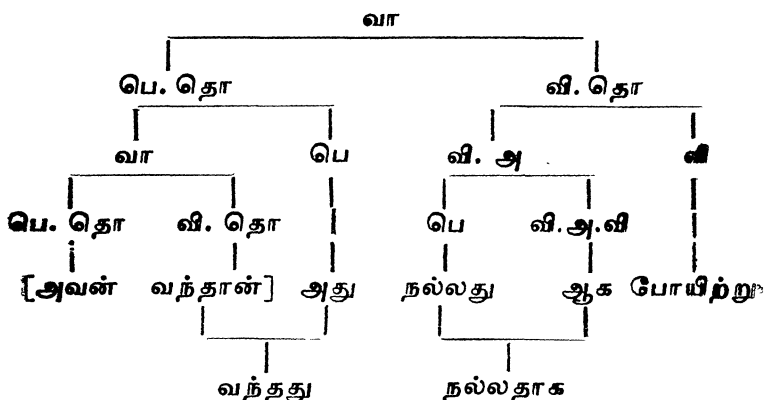 வா
பெ. தொ வி. தொ
வா பெ வி. அ வி
பெ. தொ வி. தொ பெ வி.அ.வி
[அவன் வந்தான்] அது நல்லது ஆக போயிற்று
வந்தது நல்லதாக